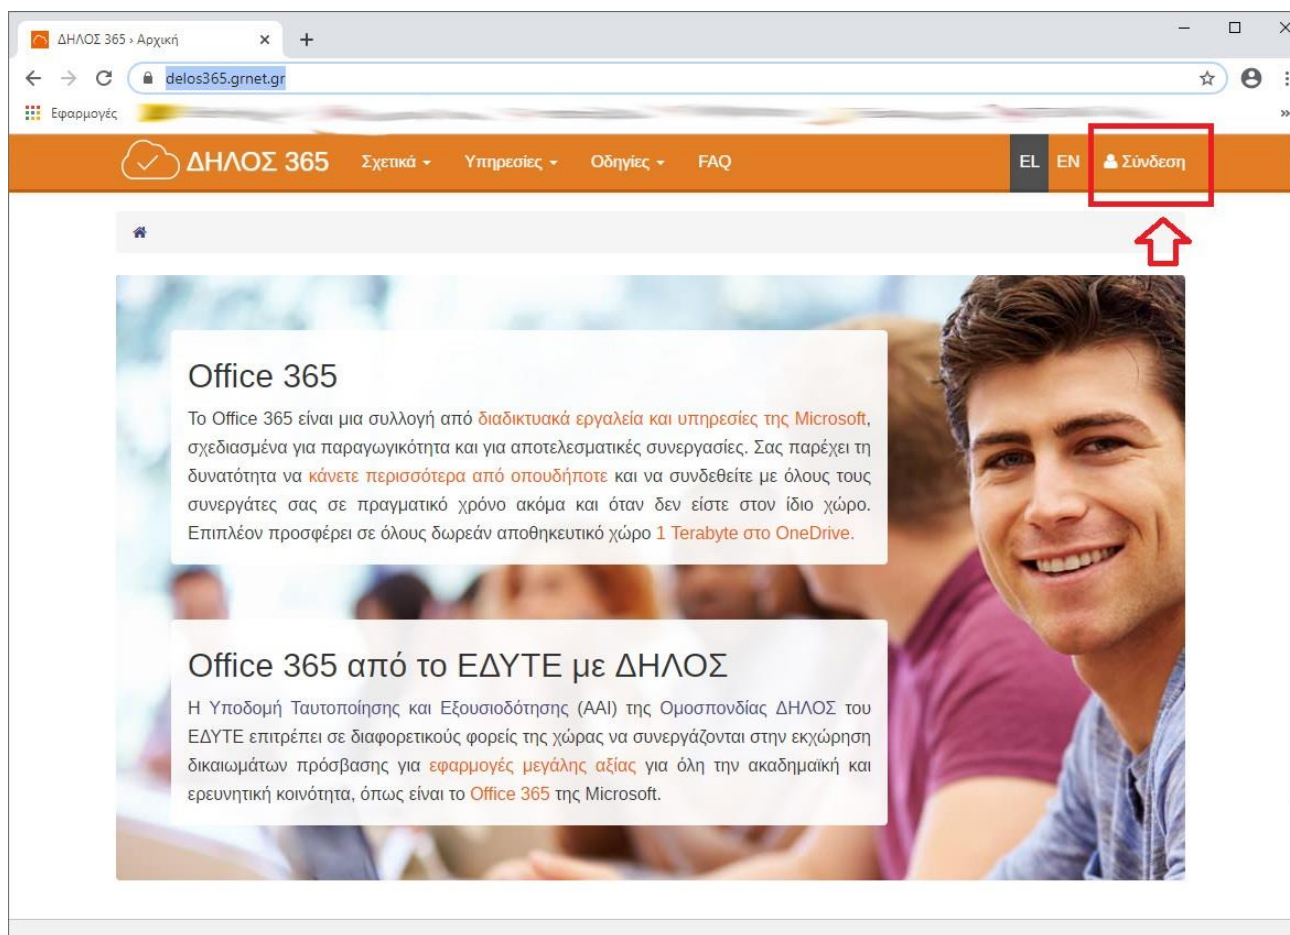 ΔΗΛΟΣ 365 › Αρχική
delos365.grnet.gr
Εφαρμογές
ΔΗΛΟΣ 365 Σχετικά Υπηρεσίες Οδηγίες FAQ EL EN Σύνδεση
Office 365
Το Office 365 είναι μια συλλογή από διαδικτυακά εργαλεία και υπηρεσίες της Microsoft,
σχεδιασμένα για παραγωγικότητα και για αποτελεσματικές συνεργασίες. Σας παρέχει τη
δυνατότητα να κάνετε περισσότερα από οπουδήποτε και να συνδεθείτε με όλους τους
συνεργάτες σας σε πραγματικό χρόνο ακόμα και όταν δεν είστε στον ίδιο χώρο.
Επιπλέον προσφέρει σε όλους δωρεάν αποθηκευτικό χώρο 1 Terabyte στο OneDrive.
Office 365 από το ΕΔΥΤΕ με ΔΗΛΟΣ
Η Υποδομή Ταυτοποίησης και Εξουσιοδότησης (ΑΑΙ) της Ομοσπονδίας ΔΗΛΟΣ του
ΕΔΥΤΕ επιτρέπει σε διαφορετικούς φορείς της χώρας να συνεργάζονται στην εκχώρηση
δικαιωμάτων πρόσβασης για εφαρμογές μεγάλης αξίας για όλη την ακαδημαϊκή και
ερευνητική κοινότητα, όπως είναι το Office 365 της Microsoft.